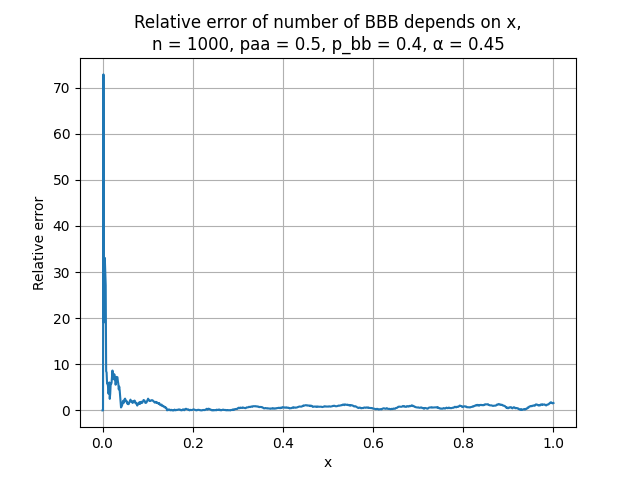 Relative error of number of BBB depends on x,
n = 1000, paa = 0.5, p_bb = 0.4, α = 0.45
Relative error
70
60
50
40
30
20
10
0
0.0 0.2 0.4 0.6 0.8 1.0
x